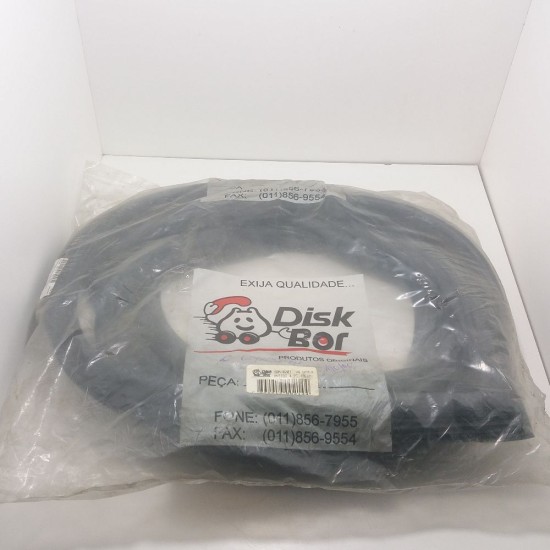 FAX: (011)856-9554
EXIJA QUALIDADE...
Disk
Bor
PRODUTOS ORIGINAIS
PEÇA:
FONE: (011)856-7955
FAX: (011)856-9554